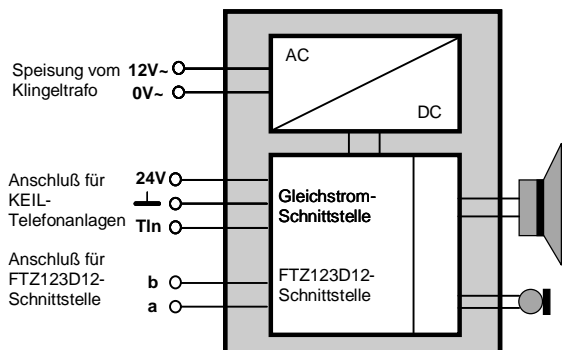 AC
DC
Speisung vom
Klingeltrafo
12V~
0V~
Anschluß für
KEIL-
Telefonanlagen
24V
Tln
Gleichstrom-
Schnittstelle
Anschluß für
FTZ123D12-
Schnittstelle
b
a
FTZ123D12-
Schnittstelle